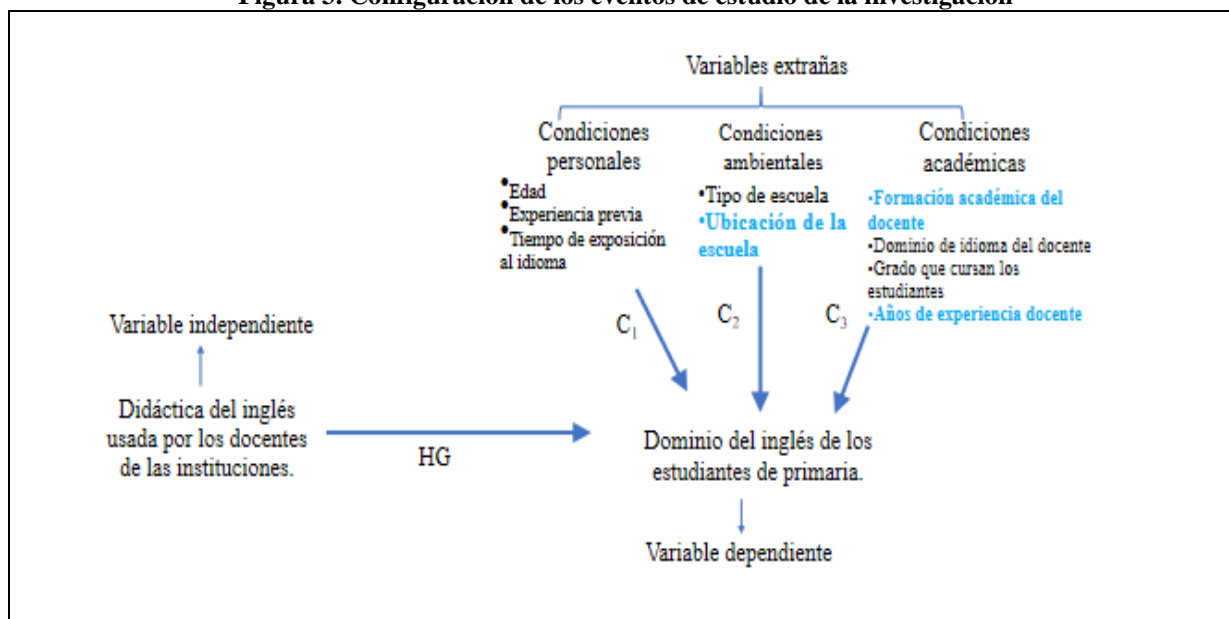 Figura 3. Configuración de los eventos de estudio de la investigación
Variables extrañas
Condiciones
personales
•Edad
•Experiencia previa
•Tiempo de exposición
al idioma
Condiciones
ambientales
•Tipo de escuela
•Ubicación de la
escuela
Condiciones
académicas
•Formación académica del
docente
•Dominio de idioma del docente
•Grado que cursan los
estudiantes
•Años de experiencia docente
C1
C2
C3
Variable independiente
Didáctica del inglés
usada por los docentes
de las instituciones.
HG
Dominio del inglés de los
estudiantes de primaria.
Variable dependiente